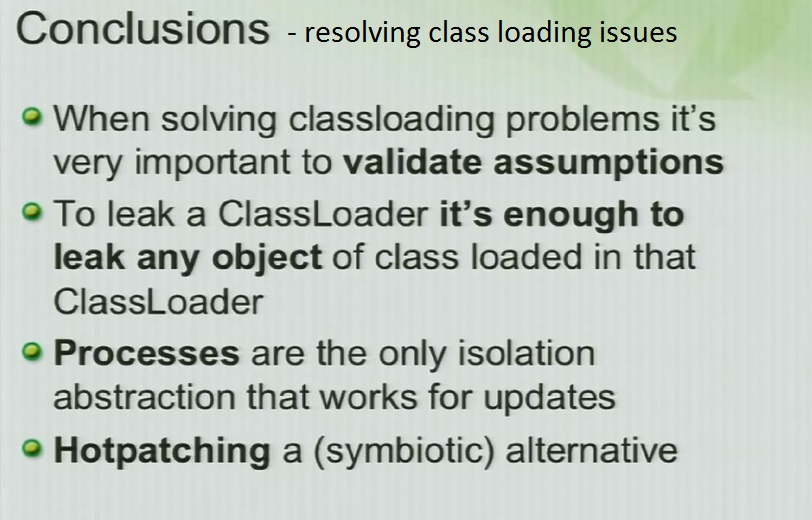 Conclusions - resolving class loading issues
When solving classloading problems it's
very important to validate assumptions
To leak a ClassLoader it's enough to
leak any object of class loaded in that
ClassLoader
Processes are the only isolation
abstraction that works for updates
Hotpatching a (symbiotic) alternative